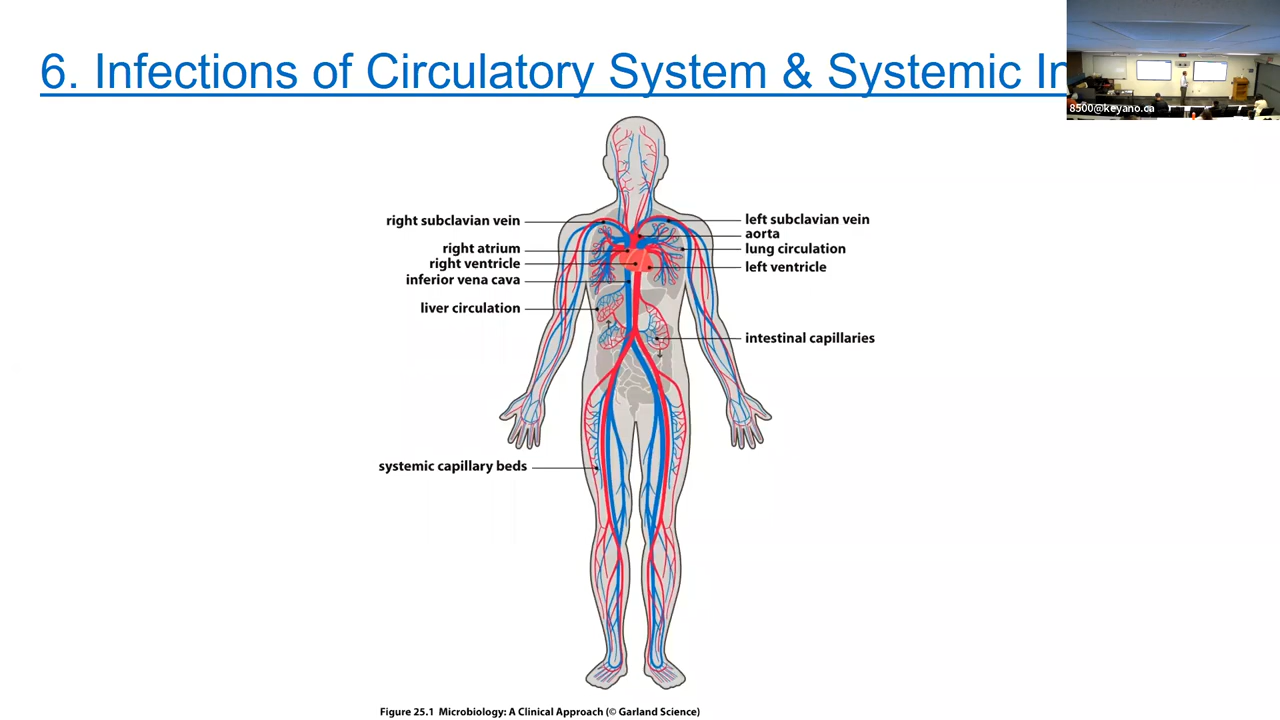 6. Infections of Circulatory System & Systemic In
8500@keyano.ca
right subclavian vein
left subclavian vein
aorta
right atrium
lung circulation
right ventricle
left ventricle
inferior vena cava
liver circulation
intestinal capillaries
systemic capillary beds
Figure 25.1 Microbiology: A Clinical Approach (© Garland Science)